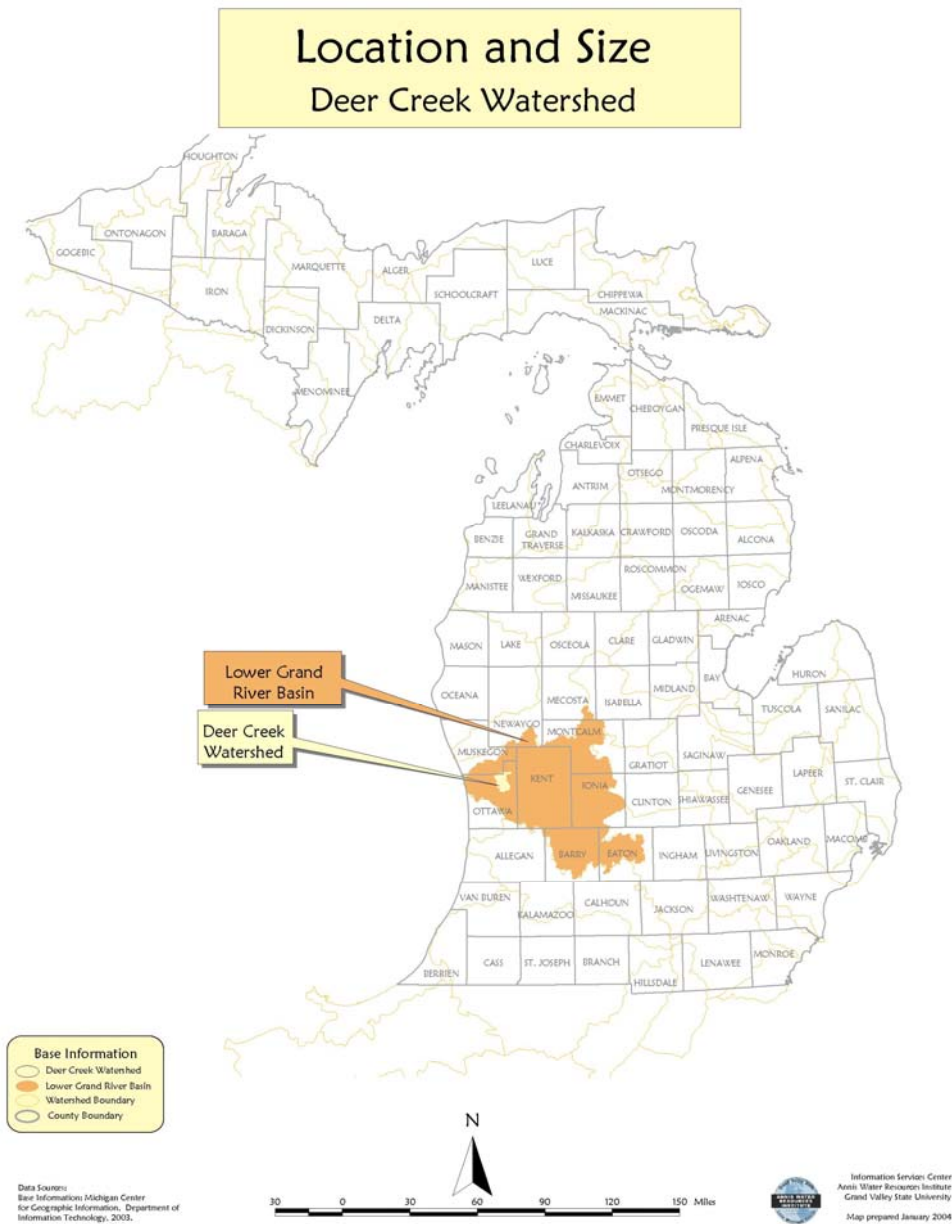 Location and Size
Deer Creek Watershed
HOUGHTON
ONTONAGON
BARAGA
GOGEBIC
MARQUETTE
ALGER
LUCE
IRON
SCHOOLCRAFT
CHIPPEWA
MACKINAC
DICKINSON
DELTA
MENOMINEE
EMMET
CHEBOYGAN
PRESQUE ISLE
CHARLEVOIX
OTSEGO
ALPENA
ANTRIM
MONTMORENCY
LEELANAU
BENZIE
GRAND
TRAVERSE
KALKASKA
CRAWFORD
OSCODA
ALCONA
MANISTEE
WEXFORD
MISSAUKEE
ROSCOMMON
OGEMAW
IOSCO
ARENAC
MASON
LAKE
OSCEOLA
CLARE
GLADWIN
Lower Grand
River Basin
OCEANA
MECOSTA
ISABELLA
MIDLAND
BAY
HURON
TUSCOLA
SANILAC
Deer Creek
Watershed
NEWAYGO
MONTCALM
MUSKEGON
GRATIOT
SAGINAW
KENT
IONIA
LAPEER
ST. CLAIR
GENESEE
OTTAWA
CLINTON
SHIAWASSEE
ALLEGAN
BARRY
EATON
INGHAM
LIVINGSTON
OAKLAND
MACOMB
VAN BUREN
KALAMAZOO
CALHOUN
JACKSON
WASHTENAW
WAYNE
BERRIEN
CASS
ST. JOSEPH
BRANCH
HILLSDALE
LENAWEE
MONROE
Base Information
Deer Creek Watershed
Lower Grand River Basin
Watershed Boundary
County Boundary
N
30 0 30 60 90 120 150 Miles
Data Sources:
Base Information: Michigan Center
for Geographic Information, Department of
Information Technology, 2003.
ANNIS WATER
RESOURCES
INSTITUTE
Information Services Center
Annis Water Resources Institute
Grand Valley State University
Map prepared January 2004